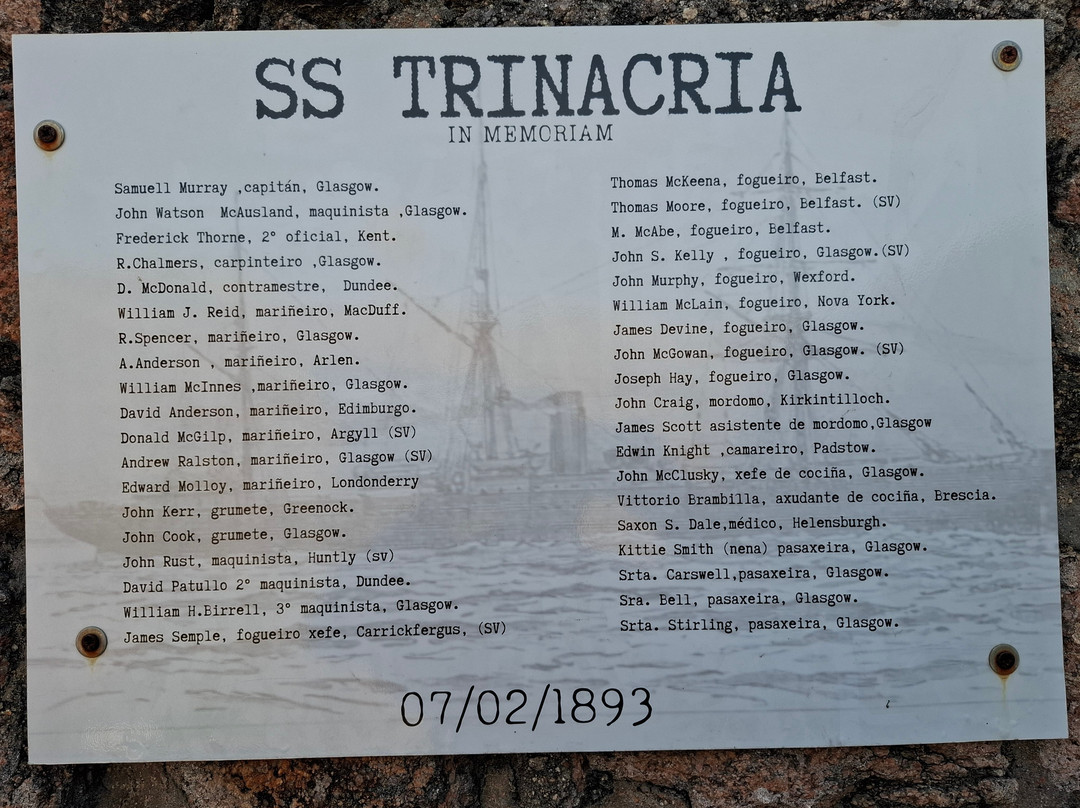 SS TRINACRIA
IN MEMORIAM
Samuell Murray ,capitán, Glasgow.
John Watson McAusland, maquinista ,Glasgow.
Frederick Thorne, 2º oficial, Kent.
R.Chalmers, carpinteiro ,Glasgow.
D. McDonald, contramestre, Dundee.
William J. Reid, mariñeiro, MacDuff.
R.Spencer, mariñeiro, Glasgow.
A.Anderson , mariñeiro, Arlen.
William McInnes ,mariñeiro, Glasgow.
David Anderson, mariñeiro, Edimburgo.
Donald McGilp, mariñeiro, Argyll (SV)
Andrew Ralston, mariñeiro, Glasgow (SV)
Edward Molloy, mariñeiro, Londonderry
John Kerr, grumete, Greenock.
John Cook, grumete, Glasgow.
John Rust, maquinista, Huntly (sv)
David Patullo 2º maquinista, Dundee.
William H.Birrell, 3º maquinista, Glasgow.
James Semple, fogueiro xefe, Carrickfergus, (SV)
Thomas McKeena, fogueiro, Belfast.
Thomas Moore, fogueiro, Belfast. (SV)
M. McAbe, fogueiro, Belfast.
John S. Kelly , fogueiro, Glasgow.(SV)
John Murphy, fogueiro, Wexford.
William McLain, fogueiro, Nova York.
James Devine, fogueiro, Glasgow.
John McGowan, fogueiro, Glasgow. (SV)
Joseph Hay, fogueiro, Glasgow.
John Craig, mordomo, Kirkintilloch.
James Scott asistente de mordomo,Glasgow
Edwin Knight ,camareiro, Padstow.
John McClusky, xefe de cociña, Glasgow.
Vittorio Brambilla, axudante de cociña, Brescia.
Saxon S. Dale,médico, Helensburgh.
Kittie Smith (nena) pasaxeira, Glasgow.
Srta. Carswell,pasaxeira, Glasgow.
Sra. Bell, pasaxeira, Glasgow.
Srta. Stirling, pasaxeira, Glasgow.
07/02/1893